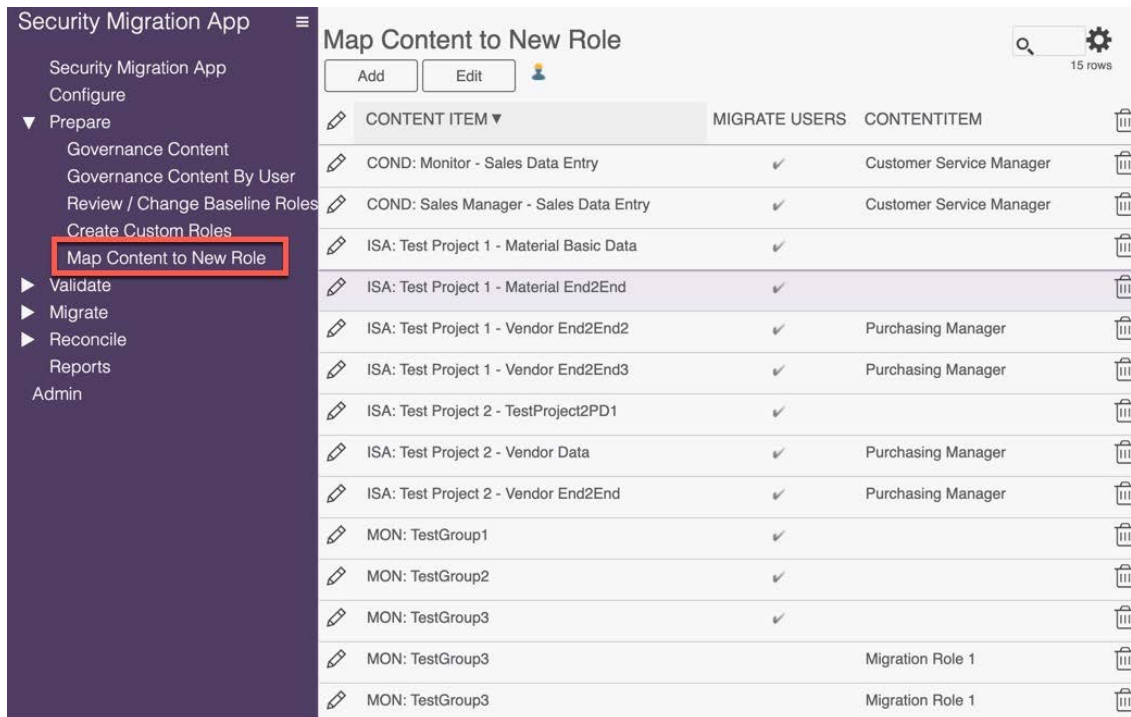 Security Migration App
Security Migration App
Configure
Prepare
Governance Content
Governance Content By User
Review / Change Baseline Roles
Create Custom Roles
Map Content to New Role
Validate
Migrate
Reconcile
Reports
Admin
Map Content to New Role
15 rows
Add Edit
CONTENT ITEM MIGRATE USERS CONTENTITEM
COND: Monitor - Sales Data Entry Customer Service Manager
COND: Sales Manager - Sales Data Entry Customer Service Manager
ISA: Test Project 1 - Material Basic Data
ISA: Test Project 1 - Material End2End
ISA: Test Project 1 - Vendor End2End2 Purchasing Manager
ISA: Test Project 1 - Vendor End2End3 Purchasing Manager
ISA: Test Project 2 - TestProject2PD1
ISA: Test Project 2 - Vendor Data Purchasing Manager
ISA: Test Project 2 - Vendor End2End Purchasing Manager
MON: TestGroup1
MON: TestGroup2
MON: TestGroup3
MON: TestGroup3 Migration Role 1
MON: TestGroup3 Migration Role 1